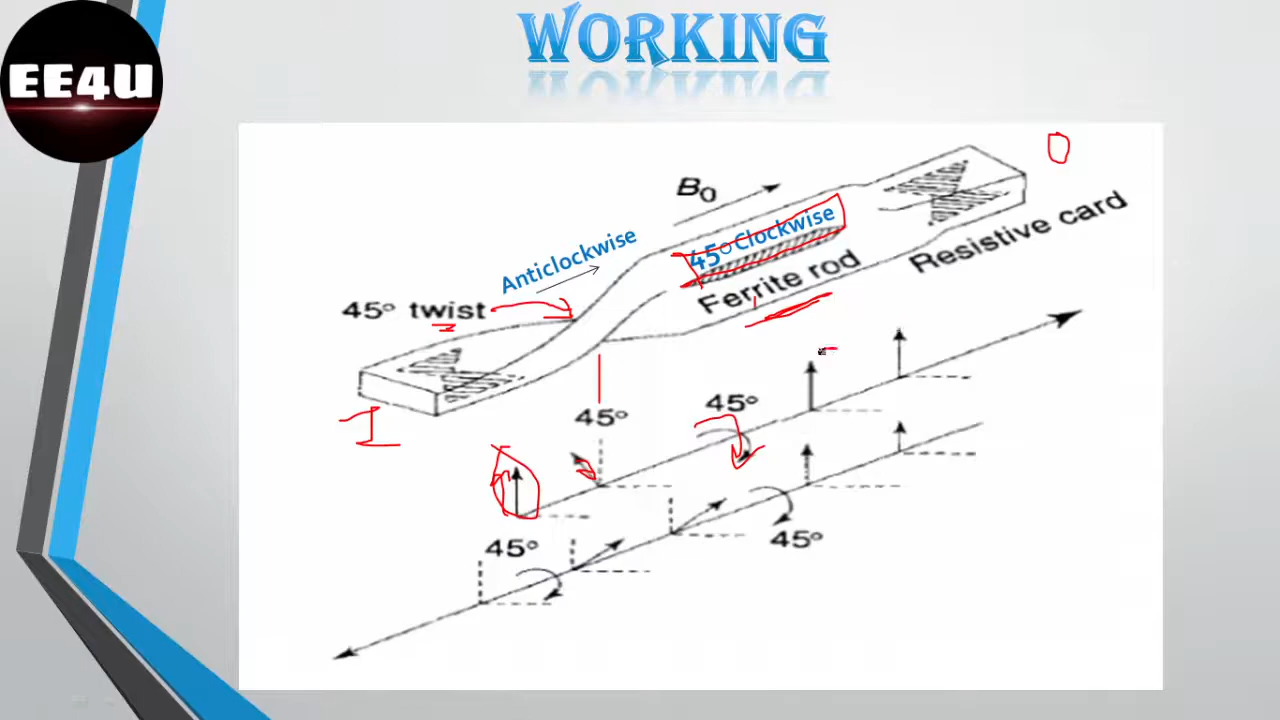 WORKING
EE4U
O
B0
45° Clockwise
Anticlockwise
Resistive card
Ferrite rod
45° twist
I
45°
45°
45°
45°